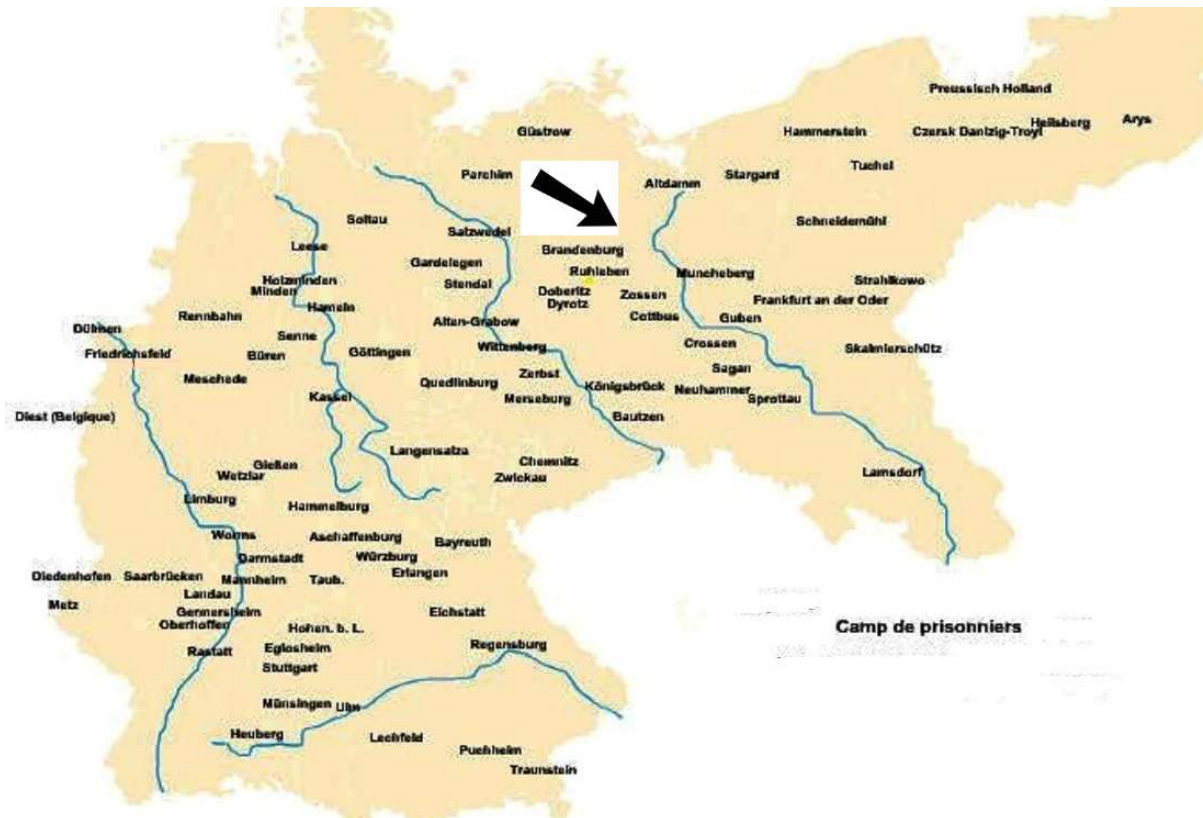 Preussisch Holland
Heilsberg
Arys
Güstrow
Hammerstein
Czersk Danlzig-Troyl
Tuchel
Parchim
Stargard
Altdamm
Soltau
Schneidemühl
Salzwedel
Leese
Brandenburg
Gardelegen
Ruhleben
Muncheberg
Holzminden
Stendal
Strahlkowo
Minden
Doberitz
Zossen
Frankfurt an der Oder
Dyrotz
Hameln
Rennbahn
Cottbus
Guben
Alten-Grabow
Dülmen
Senne
Crossen
Wittenberg
Skalmierschütz
Friedrichsfeld
Büren
Göttingen
Sagan
Zerbst
Meschede
Quedlinburg
Königsbrück
Neuhammer
Kassel
Merseburg
Sprottau
Diest (Belgique)
Bautzen
Langensalza
Chemnitz
Gießen
Wetzlar
Zwickau
Lamsdorf
Limburg
Hammelburg
Worms
Aschaffenburg
Bayreuth
Darmstadt
Würzburg
Erlangen
Diedenhofen
Saarbrücken
Mannheim
Taub.
Landau
Metz
Germersheim
Eichstatt
Oberhoffen
Hohen. b. L.
Camp de prisonniers
Rastatt
Eglosheim
Regensburg
Stuttgart
Münsingen
Ulm
Heuberg
Lechfeld
Puchheim
Traunstein